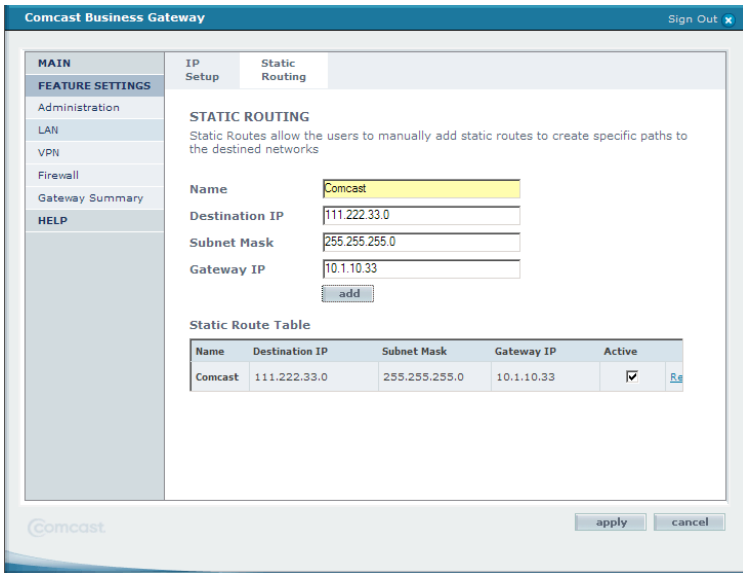 Comcast Business Gateway
Sign Out
MAIN
FEATURE SETTINGS
Administration
LAN
VPN
Firewall
Gateway Summary
HELP
IP Setup
Static Routing
STATIC ROUTING
Static Routes allow the users to manually add static routes to create specific paths to
the destined networks
Name Comcast
Destination IP 111.222.33.0
Subnet Mask 255.255.255.0
Gateway IP 10.1.10.33
add
Static Route Table
Name Destination IP Subnet Mask Gateway IP Active
Comcast 111.222.33.0 255.255.255.0 10.1.10.33 Re
Comcast
apply cancel